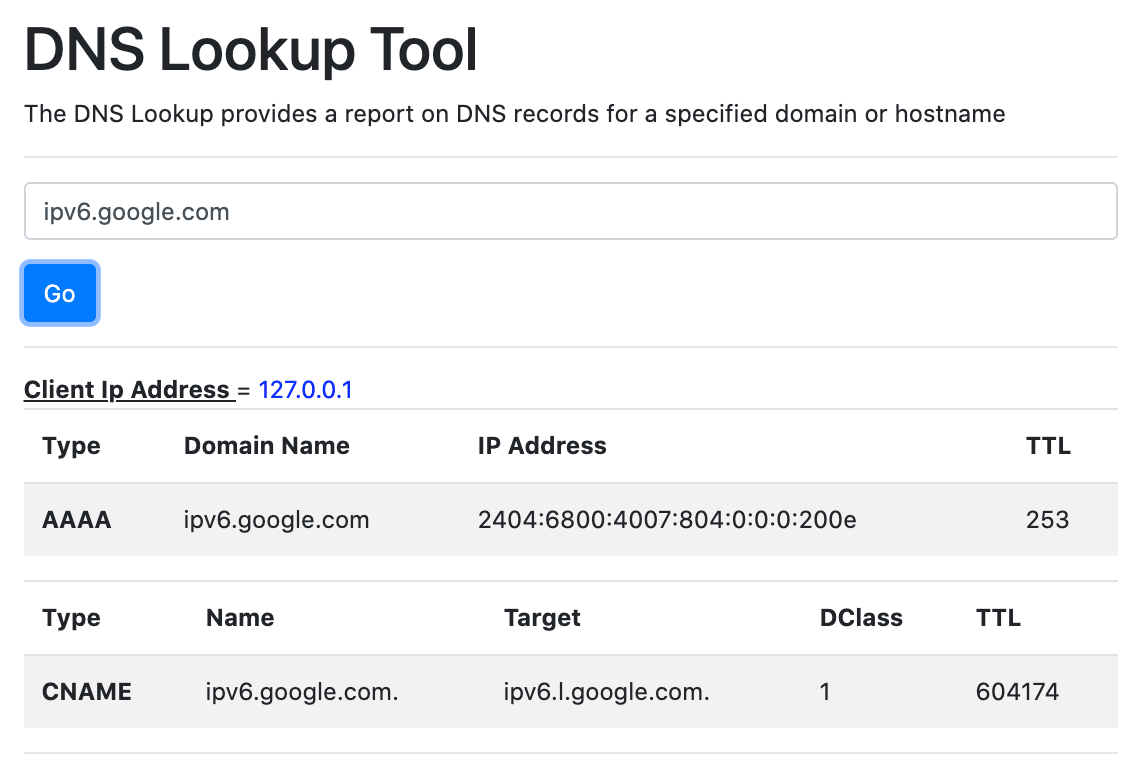 DNS Lookup Tool
The DNS Lookup provides a report on DNS records for a specified domain or hostname
ipv6.google.com
Go
Client Ip Address = 127.0.0.1
Type Domain Name IP Address TTL
AAAA ipv6.google.com 2404:6800:4007:804:0:0:0:200e 253
Type Name Target DClass TTL
CNAME ipv6.google.com. ipv6.l.google.com. 1 604174